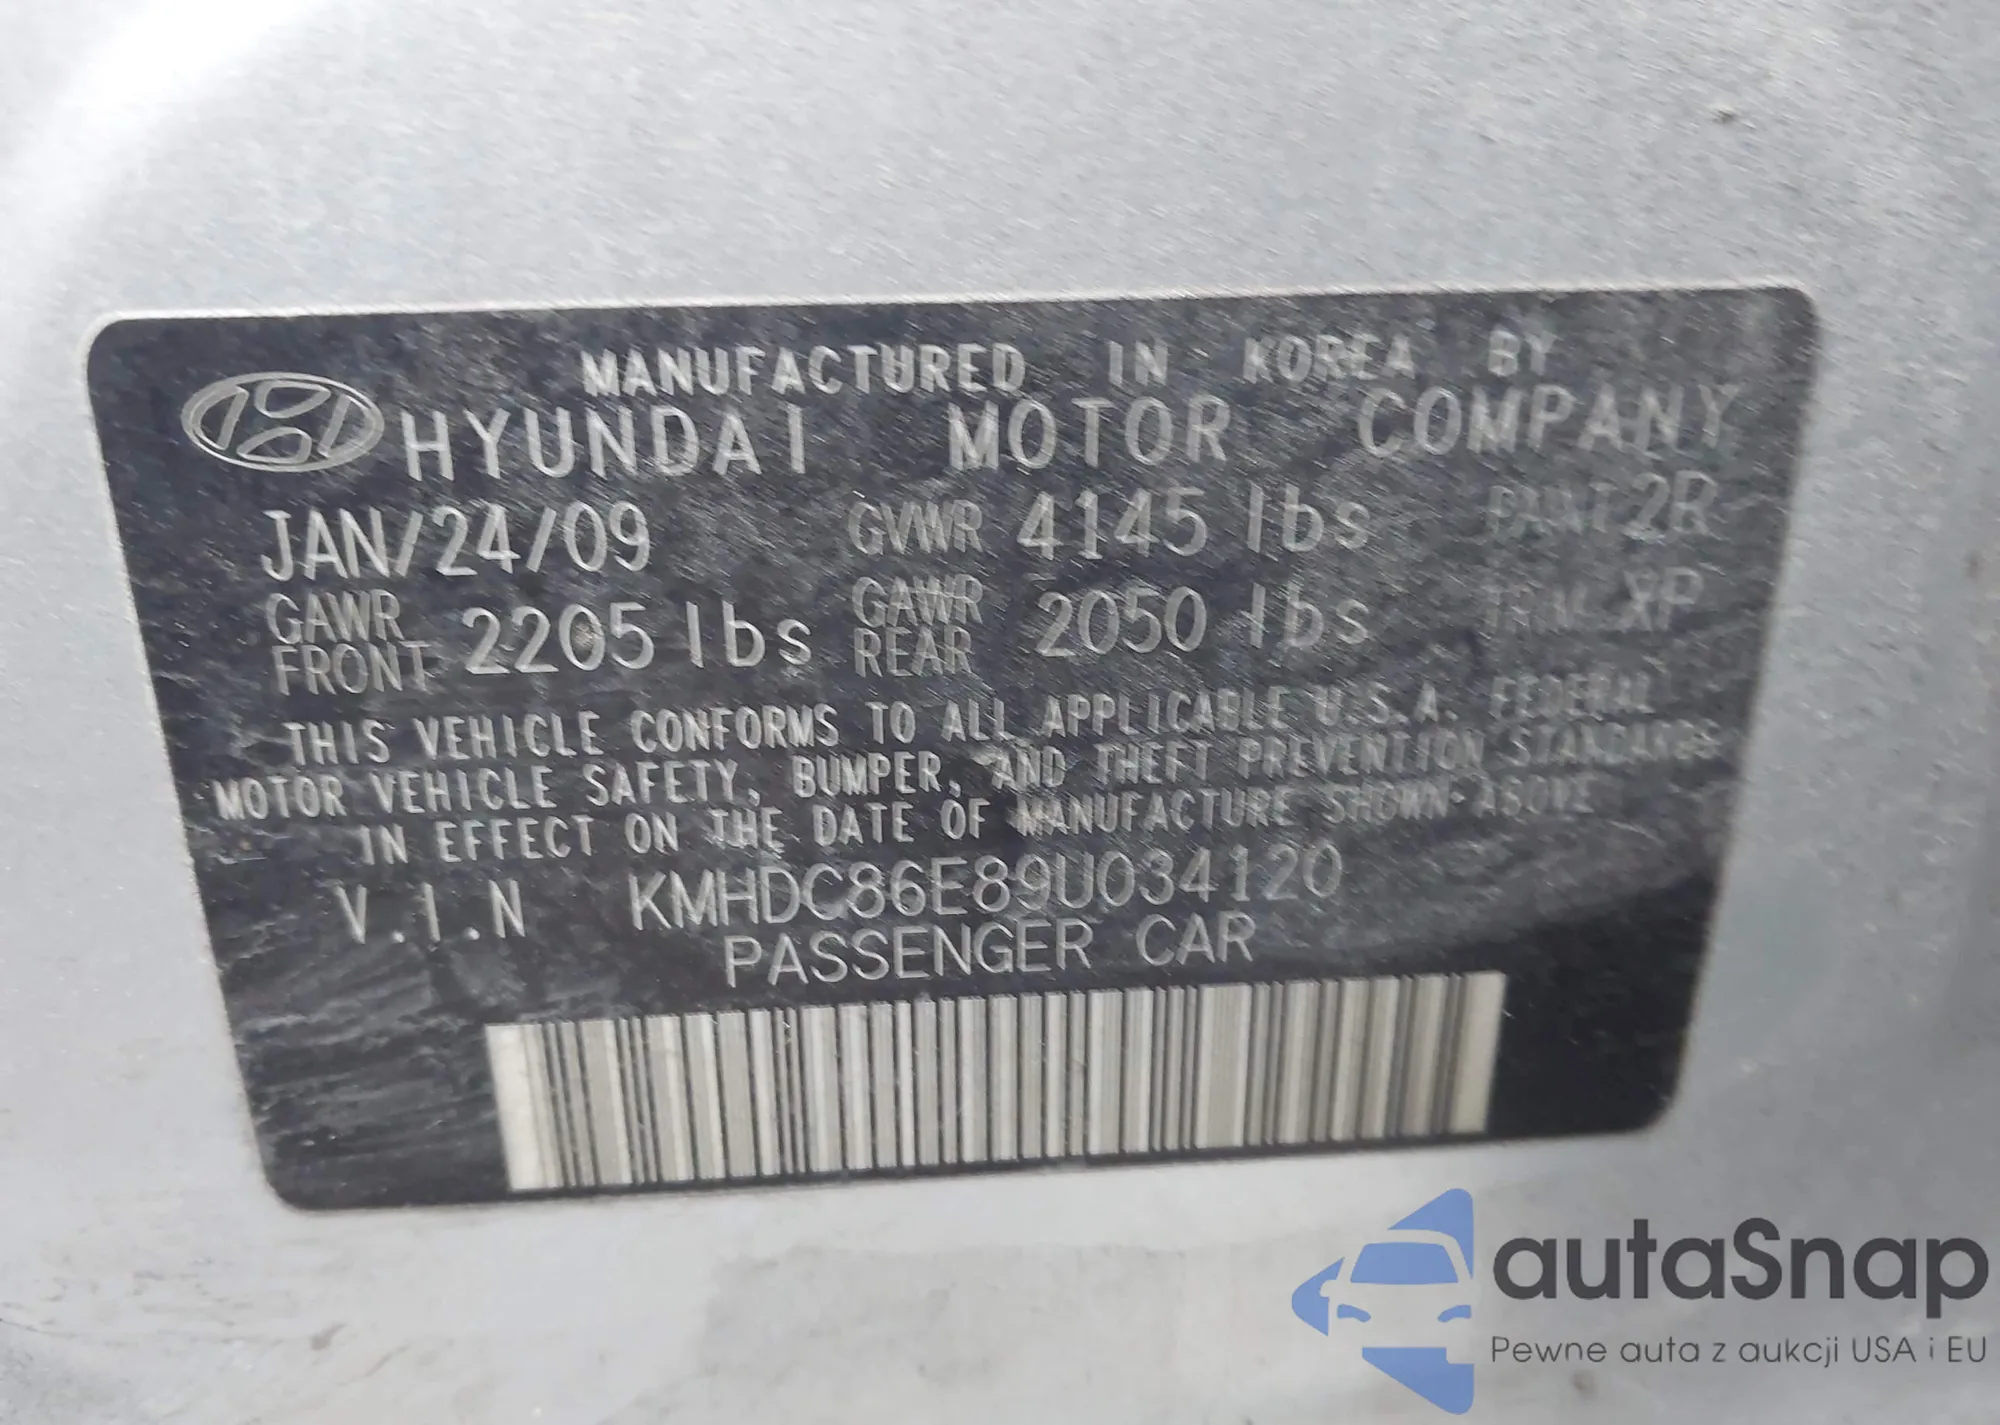 MANUFACTURED IN KOREA BY
HYUNDAI MOTOR COMPANY
JAN/24/09 GVWR 4145 lbs PAINT 2R
GAWR FRONT 2205 lbs GAWR REAR 2050 lbs TRIM XP
THIS VEHICLE CONFORMS TO ALL APPLICABLE U.S.A. FEDERAL
MOTOR VEHICLE SAFETY, BUMPER, AND THEFT PREVENTION STANDARDS
IN EFFECT ON THE DATE OF MANUFACTURE SHOWN ABOVE
V.I.N KMHDC86E89U034120
PASSENGER CAR
autaSnap
Pewne auta z aukcji USA i EU